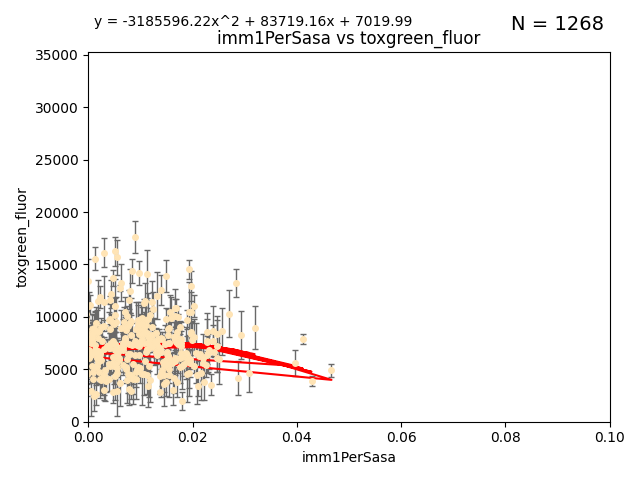 y = -3185596.22x^2 + 83719.16x + 7019.99
N = 1268
imm1PerSasa vs toxgreen_fluor
35000
30000
25000
20000
15000
10000
5000
0
toxgreen_fluor
0.00 0.02 0.04 0.06 0.08 0.10
imm1PerSasa